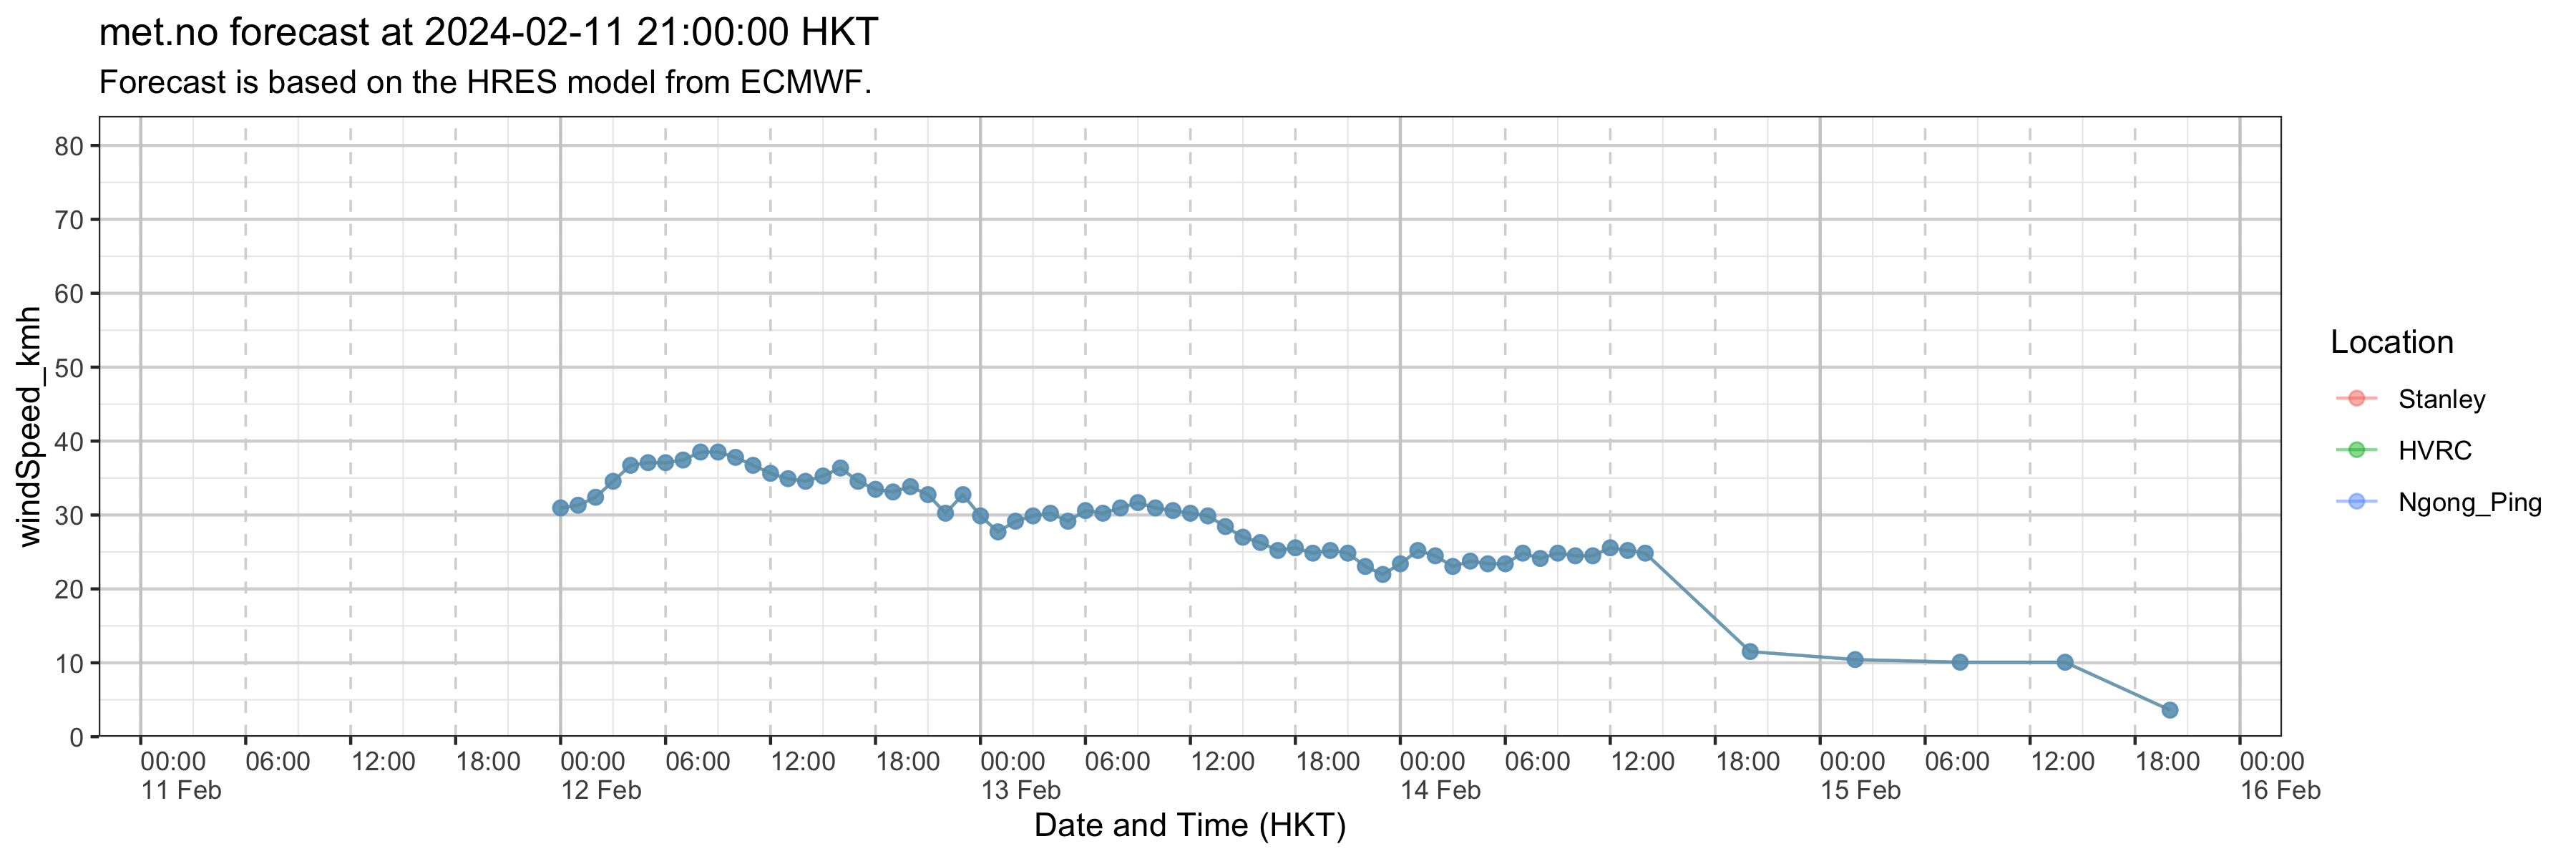 met.no forecast at 2024-02-11 21:00:00 HKT
Forecast is based on the HRES model from ECMWF.
windSpeed_kmh
80
70
60
50
40
30
20
10
0
00:00 06:00 12:00 18:00 00:00 06:00 12:00 18:00 00:00 06:00 12:00 18:00 00:00 06:00 12:00 18:00 00:00 06:00 12:00 18:00 00:00
11 Feb 12 Feb 13 Feb 14 Feb 15 Feb 16 Feb
Date and Time (HKT)
Location
Stanley
HVRC
Ngong_Ping